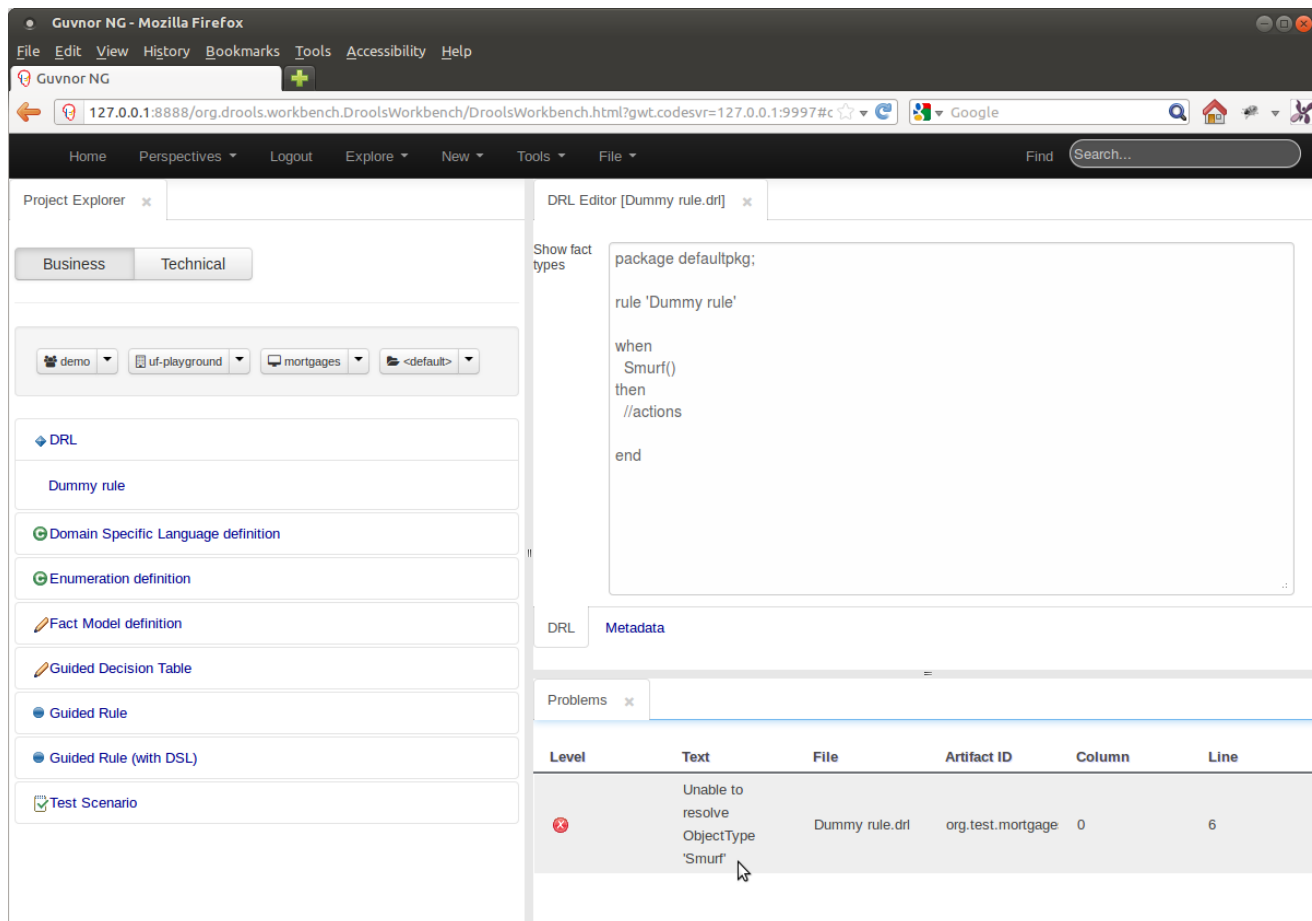 Guvnor NG - Mozilla Firefox
File Edit View History Bookmarks Tools Accessibility Help
Guvnor NG
127.0.0.1:8888/org.drools.workbench.DroolsWorkbench/DroolsWorkbench.html?gwt.codesvr=127.0.0.1:9997#c Google
Home Perspectives Logout Explore New Tools File Find Search...
Project Explorer
Business Technical
demo uf-playground mortgages <default>
DRL
Dummy rule
Domain Specific Language definition
Enumeration definition
Fact Model definition
Guided Decision Table
Guided Rule
Guided Rule (with DSL)
Test Scenario
DRL Editor [Dummy rule.drl]
Show fact
types
package defaultpkg;
rule 'Dummy rule'
when
Smurf()
then
//actions
end
DRL Metadata
Problems
Level Text File Artifact ID Column Line
Unable to
resolve
ObjectType
'Smurf'
Dummy rule.drl org.test.mortgage 0 6